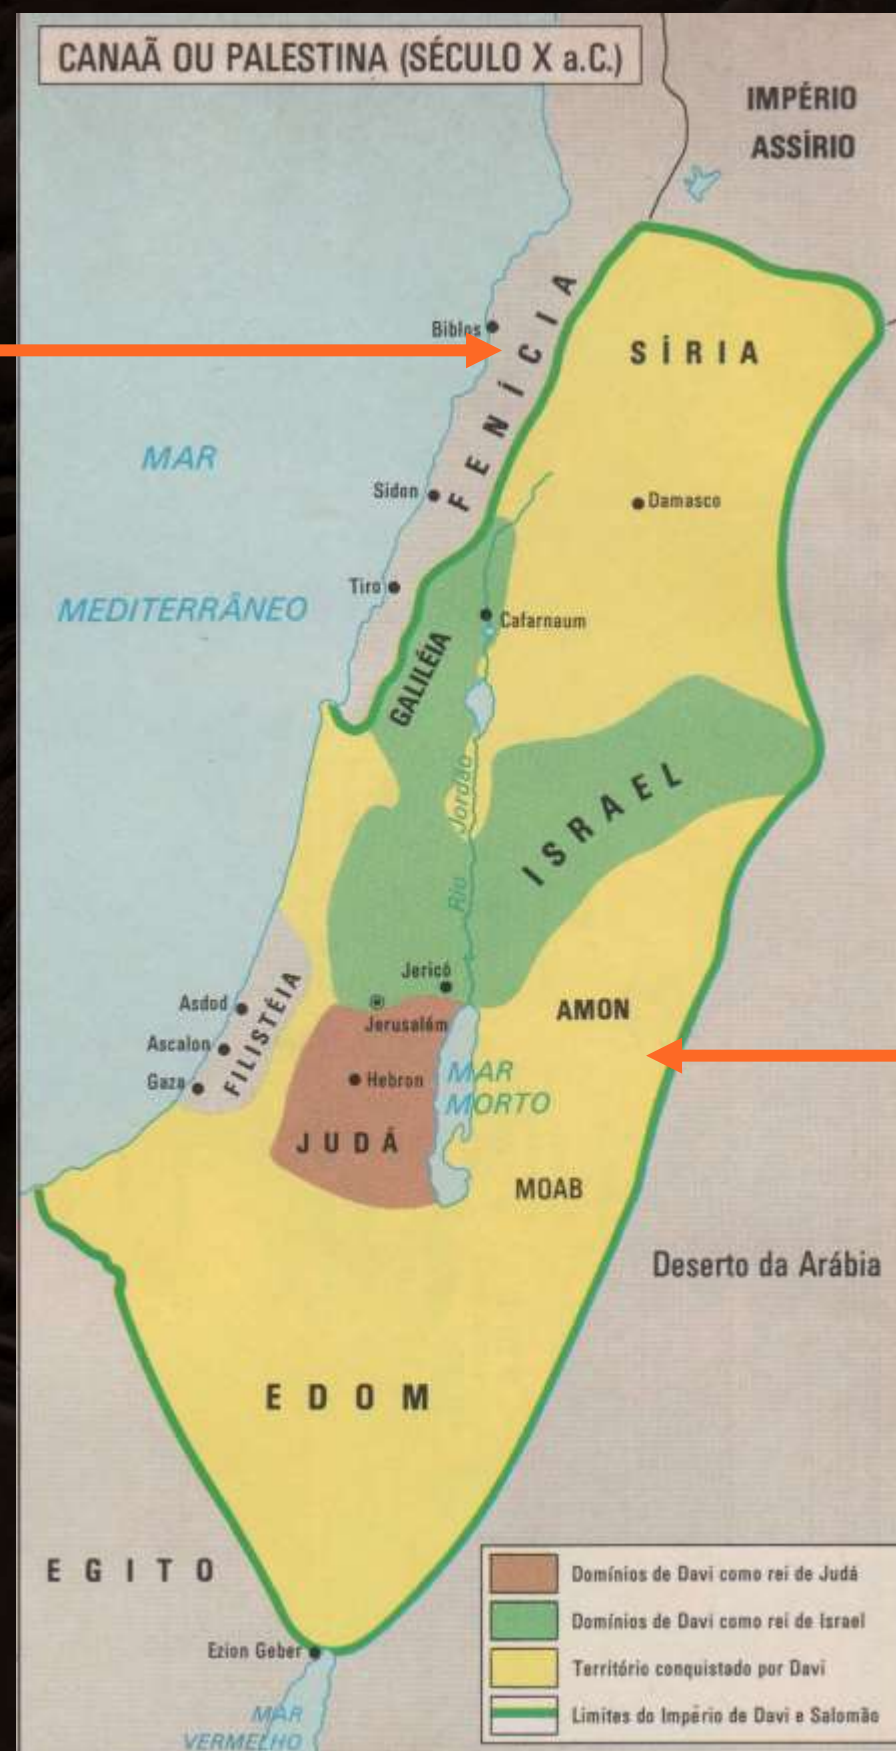 CANAÃ OU PALESTINA (SÉCULO X a.C.)
IMPÉRIO
ASSÍRIO
Biblos
FENÍCIA
SÍRIA
MAR
MEDITERRÂNEO
Sidon
Damasco
Tiro
Cafarnaum
GALILÉIA
Rio Jordão
ISRAEL
Jericó
Asdod
Jerusalém
AMON
Ascalon
FILISTÉIA
Gaza
Hebron
MAR
MORTO
JUDÁ
MOAB
Deserto da Arábia
EDOM
EGITO
Ezion Geber
MAR
VERMELHO
Domínios de Davi como rei de Judá
Domínios de Davi como rei de Israel
Território conquistado por Davi
Limites do Império de Davi e Salomão